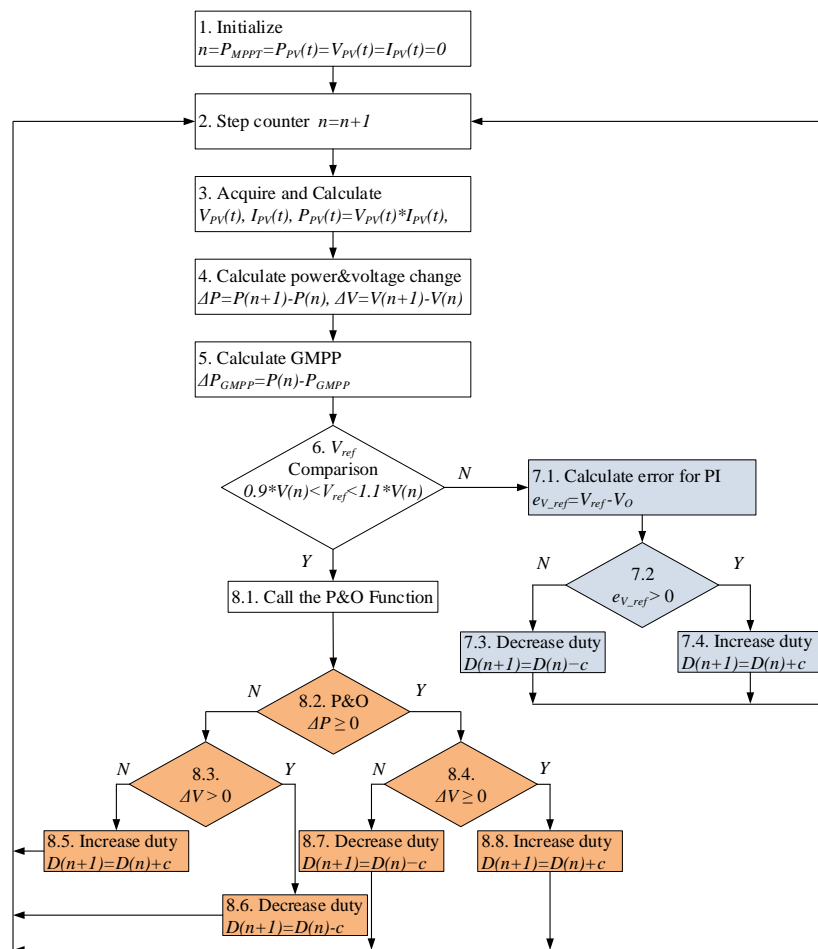 1. Initialize
n=P_MPPT=P_PV(t)=V_PV(t)=I_PV(t)=0
2. Step counter n=n+1
3. Acquire and Calculate
V_PV(t), I_PV(t), P_PV(t)=V_PV(t)*I_PV(t),
4. Calculate power&voltage change
ΔP=P(n+1)-P(n), ΔV=V(n+1)-V(n)
5. Calculate GMPP
ΔP_GMPP=P(n)-P_GMPP
6. V_ref
Comparison
0.9*V(n)<V_ref<1.1*V(n)
N
7.1. Calculate error for PI
e_V_ref=V_ref-V_O
Y
N
7.2
e_V_ref> 0
Y
8.1. Call the P&O Function
7.3. Decrease duty
D(n+1)=D(n)−c
7.4. Increase duty
D(n+1)=D(n)+c
N
8.2. P&O
ΔP ≥ 0
Y
N
8.3.
ΔV > 0
Y
N
8.4.
ΔV ≥ 0
Y
8.5. Increase duty
D(n+1)=D(n)+c
8.7. Decrease duty
D(n+1)=D(n)−c
8.8. Increase duty
D(n+1)=D(n)+c
8.6. Decrease duty
D(n+1)=D(n)-c